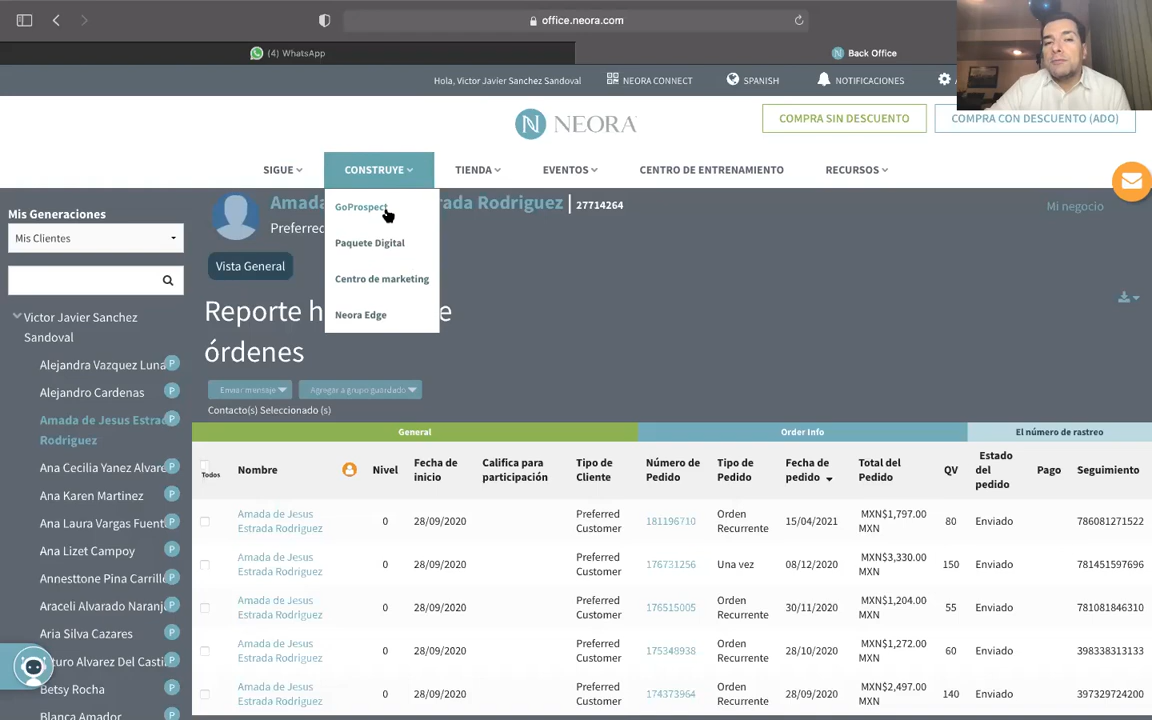 office.neora.com
(4) WhatsApp
Back Office
Hola, Victor Javier Sanchez Sandoval
NEORA CONNECT
SPANISH
NOTIFICACIONES
NEORA
COMPRA SIN DESCUENTO
COMPRA CON DESCUENTO (ADO)
SIGUE
CONSTRUYE
TIENDA
EVENTOS
CENTRO DE ENTRENAMIENTO
RECURSOS
GoProspect
Paquete Digital
Centro de marketing
Neora Edge
Mis Generaciones
Mis Clientes
Victor Javier Sanchez
Sandoval
Alejandra Vazquez Luna P
Alejandro Cardenas P
Amada de Jesus Estra P
Rodriguez
Ana Cecilia Yanez Alvare P
Ana Karen Martinez P
Ana Laura Vargas Fuent P
Ana Lizet Campoy P
Annesttone Pina Carrill P
Araceli Alvarado Naranj P
Aria Silva Cazares P
turo Alvarez Del Casti P
Betsy Rocha P
Blanca Amador
Amada rada Rodriguez | 27714264
Preferred
Mi negocio
Vista General
Reporte h e
órdenes
Enviar mensaje
Agregar a grupo guardado
Contacto(s) Seleccionado (s)
General
Order Info
El número de rastreo
Todos Nombre Nivel Fecha de inicio Califica para participación Tipo de Cliente Número de Pedido Tipo de Pedido Fecha de pedido Total del Pedido QV Estado del pedido Pago Seguimiento
Amada de Jesus Estrada Rodriguez 0 28/09/2020 Preferred Customer 181196710 Orden Recurrente 15/04/2021 MXN$1,797.00 MXN 80 Enviado 786081271522
Amada de Jesus Estrada Rodriguez 0 28/09/2020 Preferred Customer 176731256 Una vez 08/12/2020 MXN$3,330.00 MXN 150 Enviado 781451597696
Amada de Jesus Estrada Rodriguez 0 28/09/2020 Preferred Customer 176515005 Orden Recurrente 30/11/2020 MXN$1,204.00 MXN 55 Enviado 781081846310
Amada de Jesus Estrada Rodriguez 0 28/09/2020 Preferred Customer 175348938 Orden Recurrente 28/10/2020 MXN$1,272.00 MXN 60 Enviado 398338313133
Amada de Jesus Estrada Rodriguez 0 28/09/2020 Preferred Customer 174373964 Orden Recurrente 28/09/2020 MXN$2,497.00 MXN 140 Enviado 397329724200